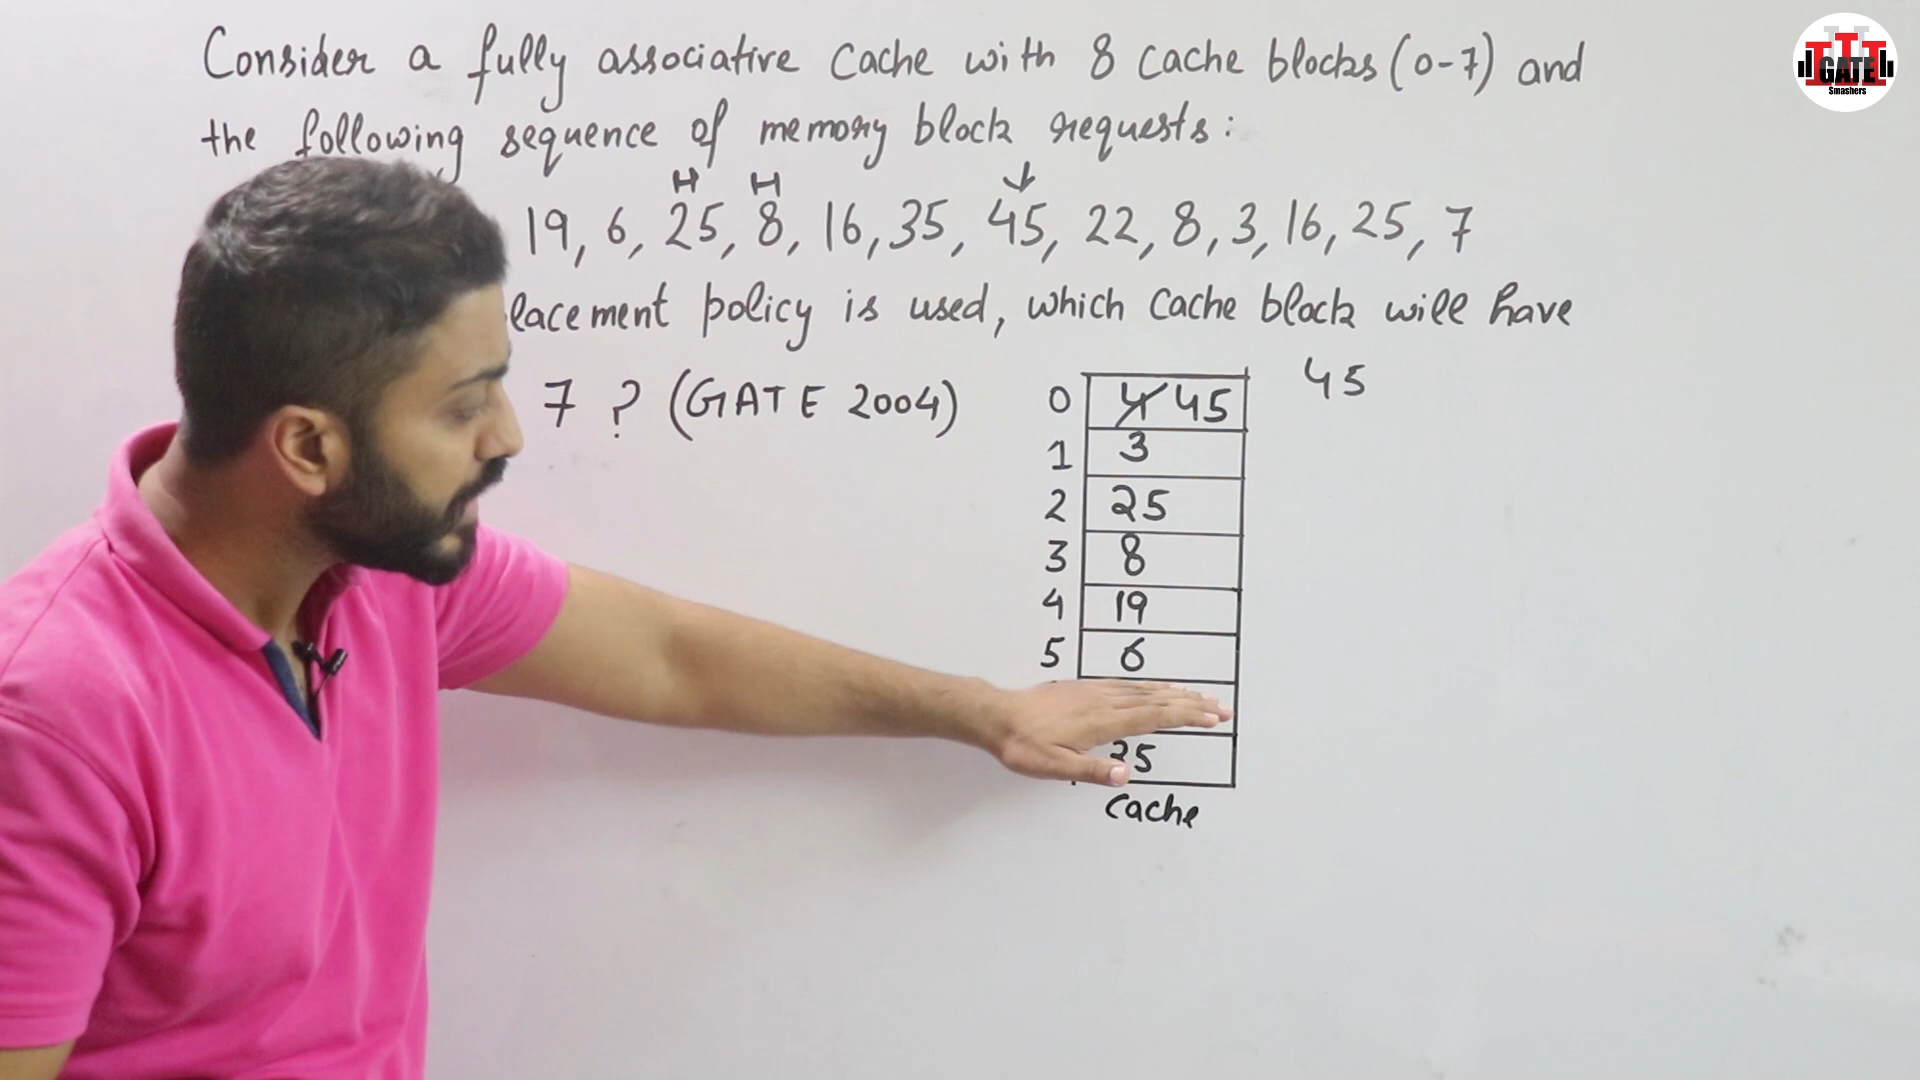 Consider a fully associative Cache with 8 Cache blocks (0-7) and
the following sequence of memory block requests:
H H ↓
19, 6, 25, 8, 16, 35, 45, 22, 8, 3, 16, 25, 7
lacement policy is used, which Cache block will have
7 ? (GATE 2004)
45
0 4 45
1 3
2 25
3 8
4 19
5 6
35
Cache
GATE
Smashers